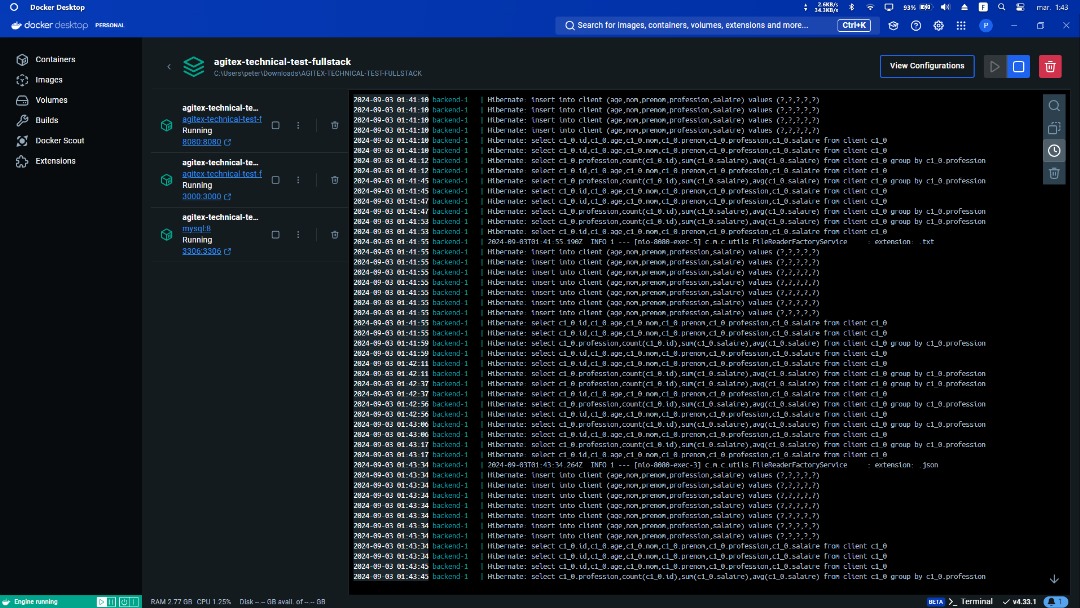 Docker Desktop
2.6KB/s
14.3KB/s
93%
F
mar. 1:43
docker desktop PERSONAL
Search for images, containers, volumes, extensions and more...
Ctrl+K
P
Containers
Images
Volumes
Builds
Docker Scout
Extensions
agitex-technical-test-fullstack
C:\Users\peter\Downloads\AGITEX-TECHNICAL-TEST-FULLSTACK
View Configurations
agitex-technical-te...
agitex-technical-test-f
Running
8080:8080
agitex-technical-te...
agitex-technical-test-f
Running
3000:3000
agitex-technical-te...
mysql:8
Running
3306:3306
2024-09-03 01:41:10 backend-1 | Hibernate: insert into client (age,nom,prenom,profession,salaire) values (?,?,?,?,?)
2024-09-03 01:41:10 backend-1 | Hibernate: insert into client (age,nom,prenom,profession,salaire) values (?,?,?,?,?)
2024-09-03 01:41:10 backend-1 | Hibernate: insert into client (age,nom,prenom,profession,salaire) values (?,?,?,?,?)
2024-09-03 01:41:10 backend-1 | Hibernate: insert into client (age,nom,prenom,profession,salaire) values (?,?,?,?,?)
2024-09-03 01:41:10 backend-1 | Hibernate: select c1_0.id,c1_0.age,c1_0.nom,c1_0.prenom,c1_0.profession,c1_0.salaire from client c1_0
2024-09-03 01:41:10 backend-1 | Hibernate: select c1_0.id,c1_0.age,c1_0.nom,c1_0.prenom,c1_0.profession,c1_0.salaire from client c1_0
2024-09-03 01:41:12 backend-1 | Hibernate: select c1_0.profession,count(c1_0.id),sum(c1_0.salaire),avg(c1_0.salaire) from client c1_0 group by c1_0.profession
2024-09-03 01:41:12 backend-1 | Hibernate: select c1_0.id,c1_0.age,c1_0.nom,c1_0.prenom,c1_0.profession,c1_0.salaire from client c1_0
2024-09-03 01:41:45 backend-1 | Hibernate: select c1_0.profession,count(c1_0.id),sum(c1_0.salaire),avg(c1_0.salaire) from client c1_0 group by c1_0.profession
2024-09-03 01:41:45 backend-1 | Hibernate: select c1_0.id,c1_0.age,c1_0.nom,c1_0.prenom,c1_0.profession,c1_0.salaire from client c1_0
2024-09-03 01:41:47 backend-1 | Hibernate: select c1_0.id,c1_0.age,c1_0.nom,c1_0.prenom,c1_0.profession,c1_0.salaire from client c1_0
2024-09-03 01:41:47 backend-1 | Hibernate: select c1_0.profession,count(c1_0.id),sum(c1_0.salaire),avg(c1_0.salaire) from client c1_0 group by c1_0.profession
2024-09-03 01:41:53 backend-1 | Hibernate: select c1_0.profession,count(c1_0.id),sum(c1_0.salaire),avg(c1_0.salaire) from client c1_0 group by c1_0.profession
2024-09-03 01:41:53 backend-1 | Hibernate: select c1_0.id,c1_0.age,c1_0.nom,c1_0.prenom,c1_0.profession,c1_0.salaire from client c1_0
2024-09-03 01:41:55 backend-1 | 2024-09-03T01:41:55.190Z INFO 1 --- [nio-8080-exec-5] c.m.c.utils.FileReaderFactoryService : extension: .txt
2024-09-03 01:41:55 backend-1 | Hibernate: insert into client (age,nom,prenom,profession,salaire) values (?,?,?,?,?)
2024-09-03 01:41:55 backend-1 | Hibernate: insert into client (age,nom,prenom,profession,salaire) values (?,?,?,?,?)
2024-09-03 01:41:55 backend-1 | Hibernate: insert into client (age,nom,prenom,profession,salaire) values (?,?,?,?,?)
2024-09-03 01:41:55 backend-1 | Hibernate: insert into client (age,nom,prenom,profession,salaire) values (?,?,?,?,?)
2024-09-03 01:41:55 backend-1 | Hibernate: insert into client (age,nom,prenom,profession,salaire) values (?,?,?,?,?)
2024-09-03 01:41:55 backend-1 | Hibernate: insert into client (age,nom,prenom,profession,salaire) values (?,?,?,?,?)
2024-09-03 01:41:55 backend-1 | Hibernate: insert into client (age,nom,prenom,profession,salaire) values (?,?,?,?,?)
2024-09-03 01:41:55 backend-1 | Hibernate: select c1_0.id,c1_0.age,c1_0.nom,c1_0.prenom,c1_0.profession,c1_0.salaire from client c1_0
2024-09-03 01:41:55 backend-1 | Hibernate: select c1_0.id,c1_0.age,c1_0.nom,c1_0.prenom,c1_0.profession,c1_0.salaire from client c1_0
2024-09-03 01:41:59 backend-1 | Hibernate: select c1_0.profession,count(c1_0.id),sum(c1_0.salaire),avg(c1_0.salaire) from client c1_0 group by c1_0.profession
2024-09-03 01:41:59 backend-1 | Hibernate: select c1_0.id,c1_0.age,c1_0.nom,c1_0.prenom,c1_0.profession,c1_0.salaire from client c1_0
2024-09-03 01:42:11 backend-1 | Hibernate: select c1_0.id,c1_0.age,c1_0.nom,c1_0.prenom,c1_0.profession,c1_0.salaire from client c1_0
2024-09-03 01:42:11 backend-1 | Hibernate: select c1_0.profession,count(c1_0.id),sum(c1_0.salaire),avg(c1_0.salaire) from client c1_0 group by c1_0.profession
2024-09-03 01:42:37 backend-1 | Hibernate: select c1_0.profession,count(c1_0.id),sum(c1_0.salaire),avg(c1_0.salaire) from client c1_0 group by c1_0.profession
2024-09-03 01:42:37 backend-1 | Hibernate: select c1_0.id,c1_0.age,c1_0.nom,c1_0.prenom,c1_0.profession,c1_0.salaire from client c1_0
2024-09-03 01:42:56 backend-1 | Hibernate: select c1_0.profession,count(c1_0.id),sum(c1_0.salaire),avg(c1_0.salaire) from client c1_0 group by c1_0.profession
2024-09-03 01:42:56 backend-1 | Hibernate: select c1_0.id,c1_0.age,c1_0.nom,c1_0.prenom,c1_0.profession,c1_0.salaire from client c1_0
2024-09-03 01:43:06 backend-1 | Hibernate: select c1_0.profession,count(c1_0.id),sum(c1_0.salaire),avg(c1_0.salaire) from client c1_0 group by c1_0.profession
2024-09-03 01:43:06 backend-1 | Hibernate: select c1_0.id,c1_0.age,c1_0.nom,c1_0.prenom,c1_0.profession,c1_0.salaire from client c1_0
2024-09-03 01:43:17 backend-1 | Hibernate: select c1_0.profession,count(c1_0.id),sum(c1_0.salaire),avg(c1_0.salaire) from client c1_0 group by c1_0.profession
2024-09-03 01:43:17 backend-1 | Hibernate: select c1_0.id,c1_0.age,c1_0.nom,c1_0.prenom,c1_0.profession,c1_0.salaire from client c1_0
2024-09-03 01:43:34 backend-1 | 2024-09-03T01:43:34.264Z INFO 1 --- [nio-8080-exec-3] c.m.c.utils.FileReaderFactoryService : extension: .json
2024-09-03 01:43:34 backend-1 | Hibernate: insert into client (age,nom,prenom,profession,salaire) values (?,?,?,?,?)
2024-09-03 01:43:34 backend-1 | Hibernate: insert into client (age,nom,prenom,profession,salaire) values (?,?,?,?,?)
2024-09-03 01:43:34 backend-1 | Hibernate: insert into client (age,nom,prenom,profession,salaire) values (?,?,?,?,?)
2024-09-03 01:43:34 backend-1 | Hibernate: insert into client (age,nom,prenom,profession,salaire) values (?,?,?,?,?)
2024-09-03 01:43:34 backend-1 | Hibernate: insert into client (age,nom,prenom,profession,salaire) values (?,?,?,?,?)
2024-09-03 01:43:34 backend-1 | Hibernate: insert into client (age,nom,prenom,profession,salaire) values (?,?,?,?,?)
2024-09-03 01:43:34 backend-1 | Hibernate: insert into client (age,nom,prenom,profession,salaire) values (?,?,?,?,?)
2024-09-03 01:43:34 backend-1 | Hibernate: select c1_0.id,c1_0.age,c1_0.nom,c1_0.prenom,c1_0.profession,c1_0.salaire from client c1_0
2024-09-03 01:43:34 backend-1 | Hibernate: select c1_0.id,c1_0.age,c1_0.nom,c1_0.prenom,c1_0.profession,c1_0.salaire from client c1_0
2024-09-03 01:43:45 backend-1 | Hibernate: select c1_0.id,c1_0.age,c1_0.nom,c1_0.prenom,c1_0.profession,c1_0.salaire from client c1_0
2024-09-03 01:43:45 backend-1 | Hibernate: select c1_0.profession,count(c1_0.id),sum(c1_0.salaire),avg(c1_0.salaire) from client c1_0 group by c1_0.profession
Engine running
RAM 2.77 GB CPU 1.25% Disk -.-- GB avail. of -.-- GB
BETA >_ Terminal
v4.33.1
1